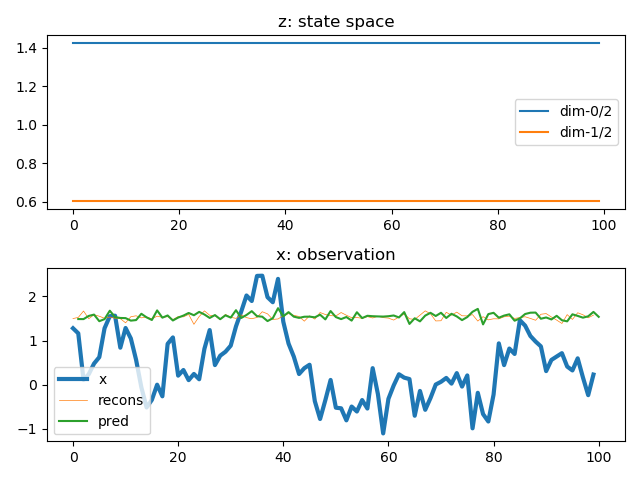 z: state space
1.4
1.2
1.0
0.8
0.6
dim-0/2
dim-1/2
0 20 40 60 80 100
x: observation
2
1
0
−1
x
recons
pred
0 20 40 60 80 100